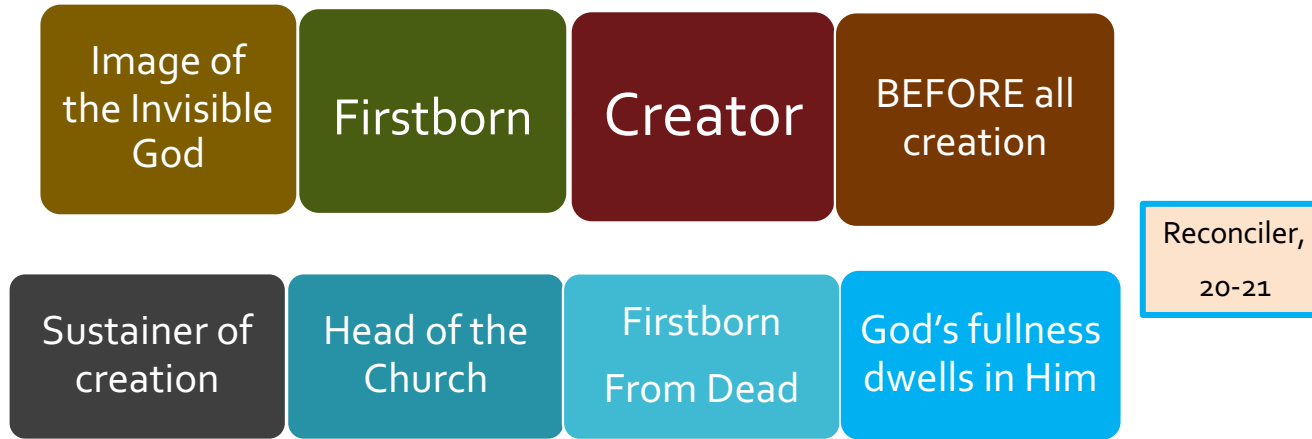 Image of
the Invisible
God
Firstborn
Creator
BEFORE all
creation
Reconciler,
20-21
Sustainer of
creation
Head of the
Church
Firstborn
From Dead
God’s fullness
dwells in Him